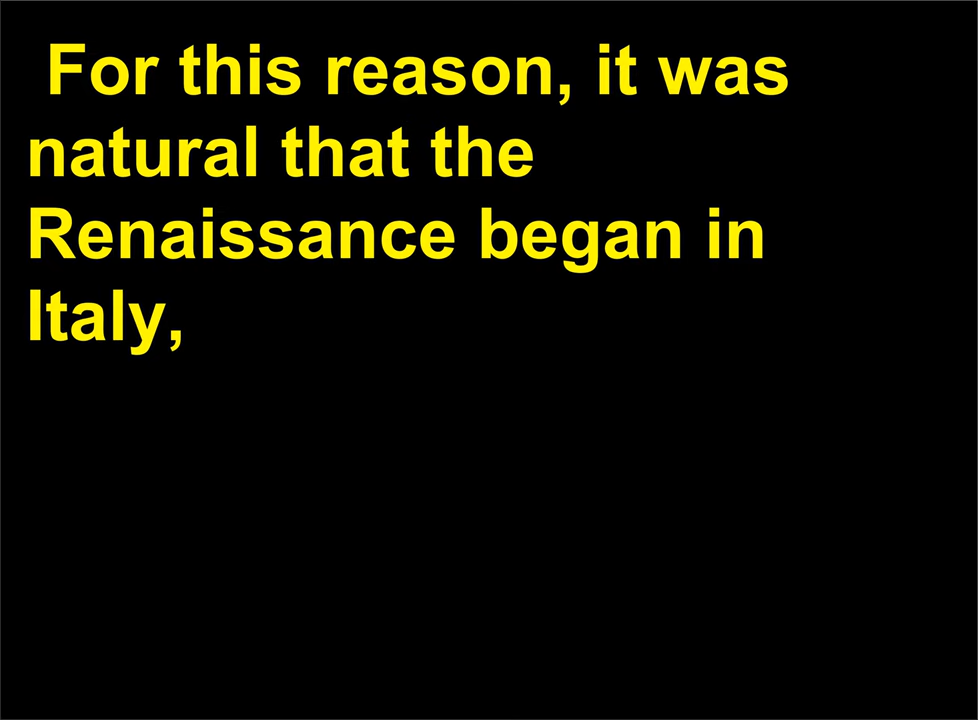 For this reason, it was
natural that the
Renaissance began in
Italy,